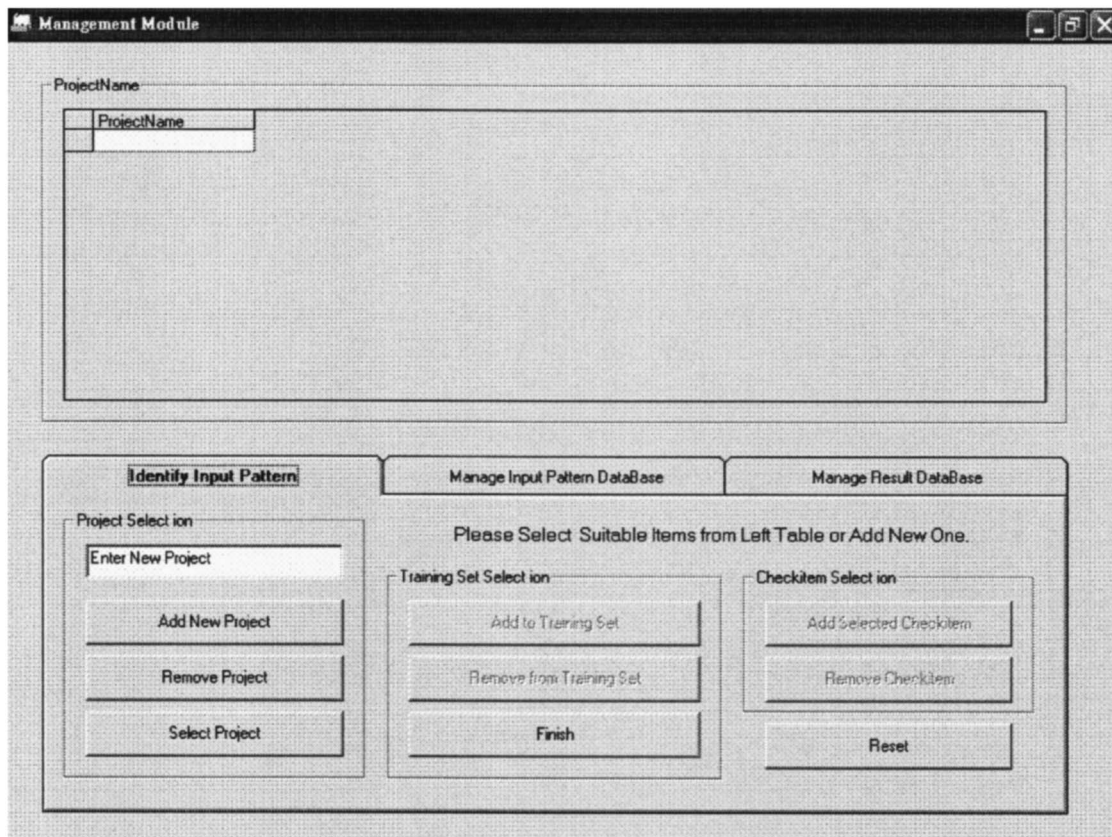 Management Module
ProjectName
ProjectName
Identify Input Pattern
Manage Input Pattern DataBase
Manage Result DataBase
Project Select ion
Enter New Project
Add New Project
Remove Project
Select Project
Please Select Suitable Items from Left Table or Add New One.
Training Set Select ion
Add to Training Set
Remove from Training Set
Finish
Checkitem Select ion
Add Selected Checkitem
Remove Checkitem
Reset